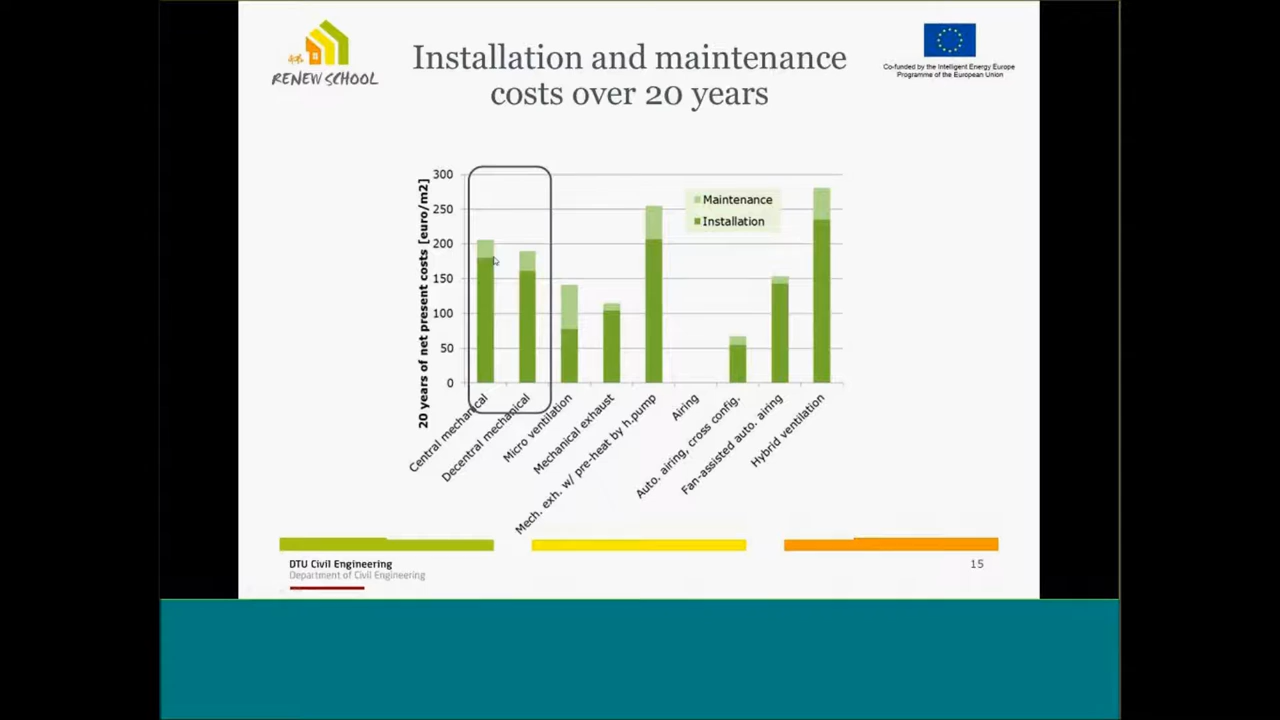 RENEW SCHOOL
Installation and maintenance
costs over 20 years
Co-funded by the Intelligent Energy Europe
Programme of the European Union
20 years of net present costs [euro/m2]
300
250
200
150
100
50
0
Maintenance
Installation
Central mechanical
Decentral mechanical
Micro ventilation
Mechanical exhaust
Mech. exh. w/ pre-heat by h.pump
Airing
Auto. airing, cross config.
Fan-assisted auto. airing
Hybrid ventilation
DTU Civil Engineering
Department of Civil Engineering
15